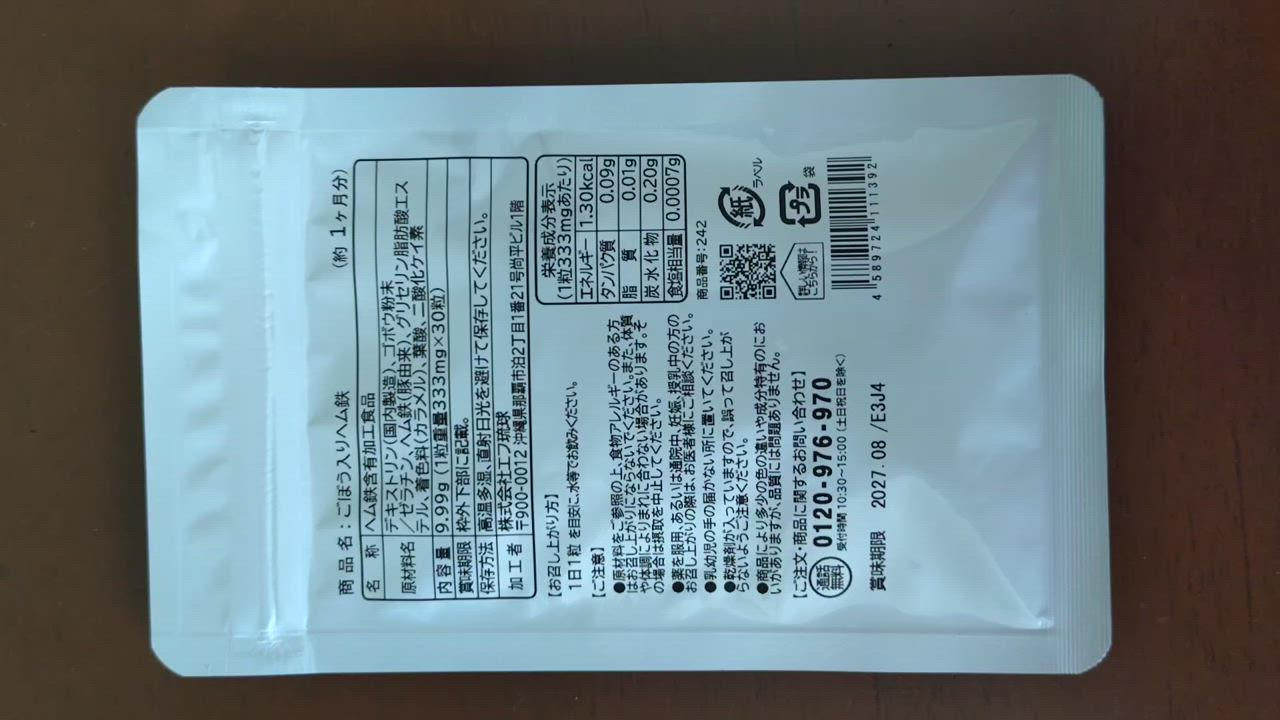 商品名：ごぼう入りヘム鉄 （約1ヶ月分）
名称 ヘム鉄含有加工食品
原材料名 デキストリン(国内製造)、ゴボウ粉末
／ゼラチン、ヘム鉄(豚由来)、グリセリン脂肪酸エス
テル、着色料(カラメル)、葉酸、二酸化ケイ素
内容量 9.99g（1粒重量333mg×30粒）
賞味期限 枠外下部に記載。
保存方法 高温多湿、直射日光を避けて保存してください。
加工者 株式会社エフ琉球
〒900-0012 沖縄県那覇市泊2丁目1番21号尚平ビル1階
【お召し上がり方】
1日1粒を目安に、水等でお飲みください。
【ご注意】
●原材料をご参照の上、食物アレルギーのある方
はお召し上がりにならないでください。また、体質
や体調によりまれに合わない場合があります。そ
の場合は摂取を中止してください。
●薬を服用、あるいは通院中、妊娠、授乳中の方の
お召し上がりの際は、お医者様にご相談ください。
●乳幼児の手の届かない所に置いてください。
●乾燥剤が入っていますので、誤って召し上が
らないようご注意ください。
●商品により多少の色の違いや成分特有のにお
いがありますが、品質には問題ありません。
【ご注文・商品に関するお問い合わせ】
通話無料 0120-976-970
受付時間 10:30~15:00（土日祝日を除く）
賞味期限 2027.08/E3J4
栄養成分表示
（1粒333mgあたり）
エネルギー 1.30kcal
タンパク質 0.09g
脂質 0.01g
炭水化物 0.20g
食塩相当量 0.0007g
商品番号：242
こちらから！
紙 ラベル
プラ 袋
4 589724 111392